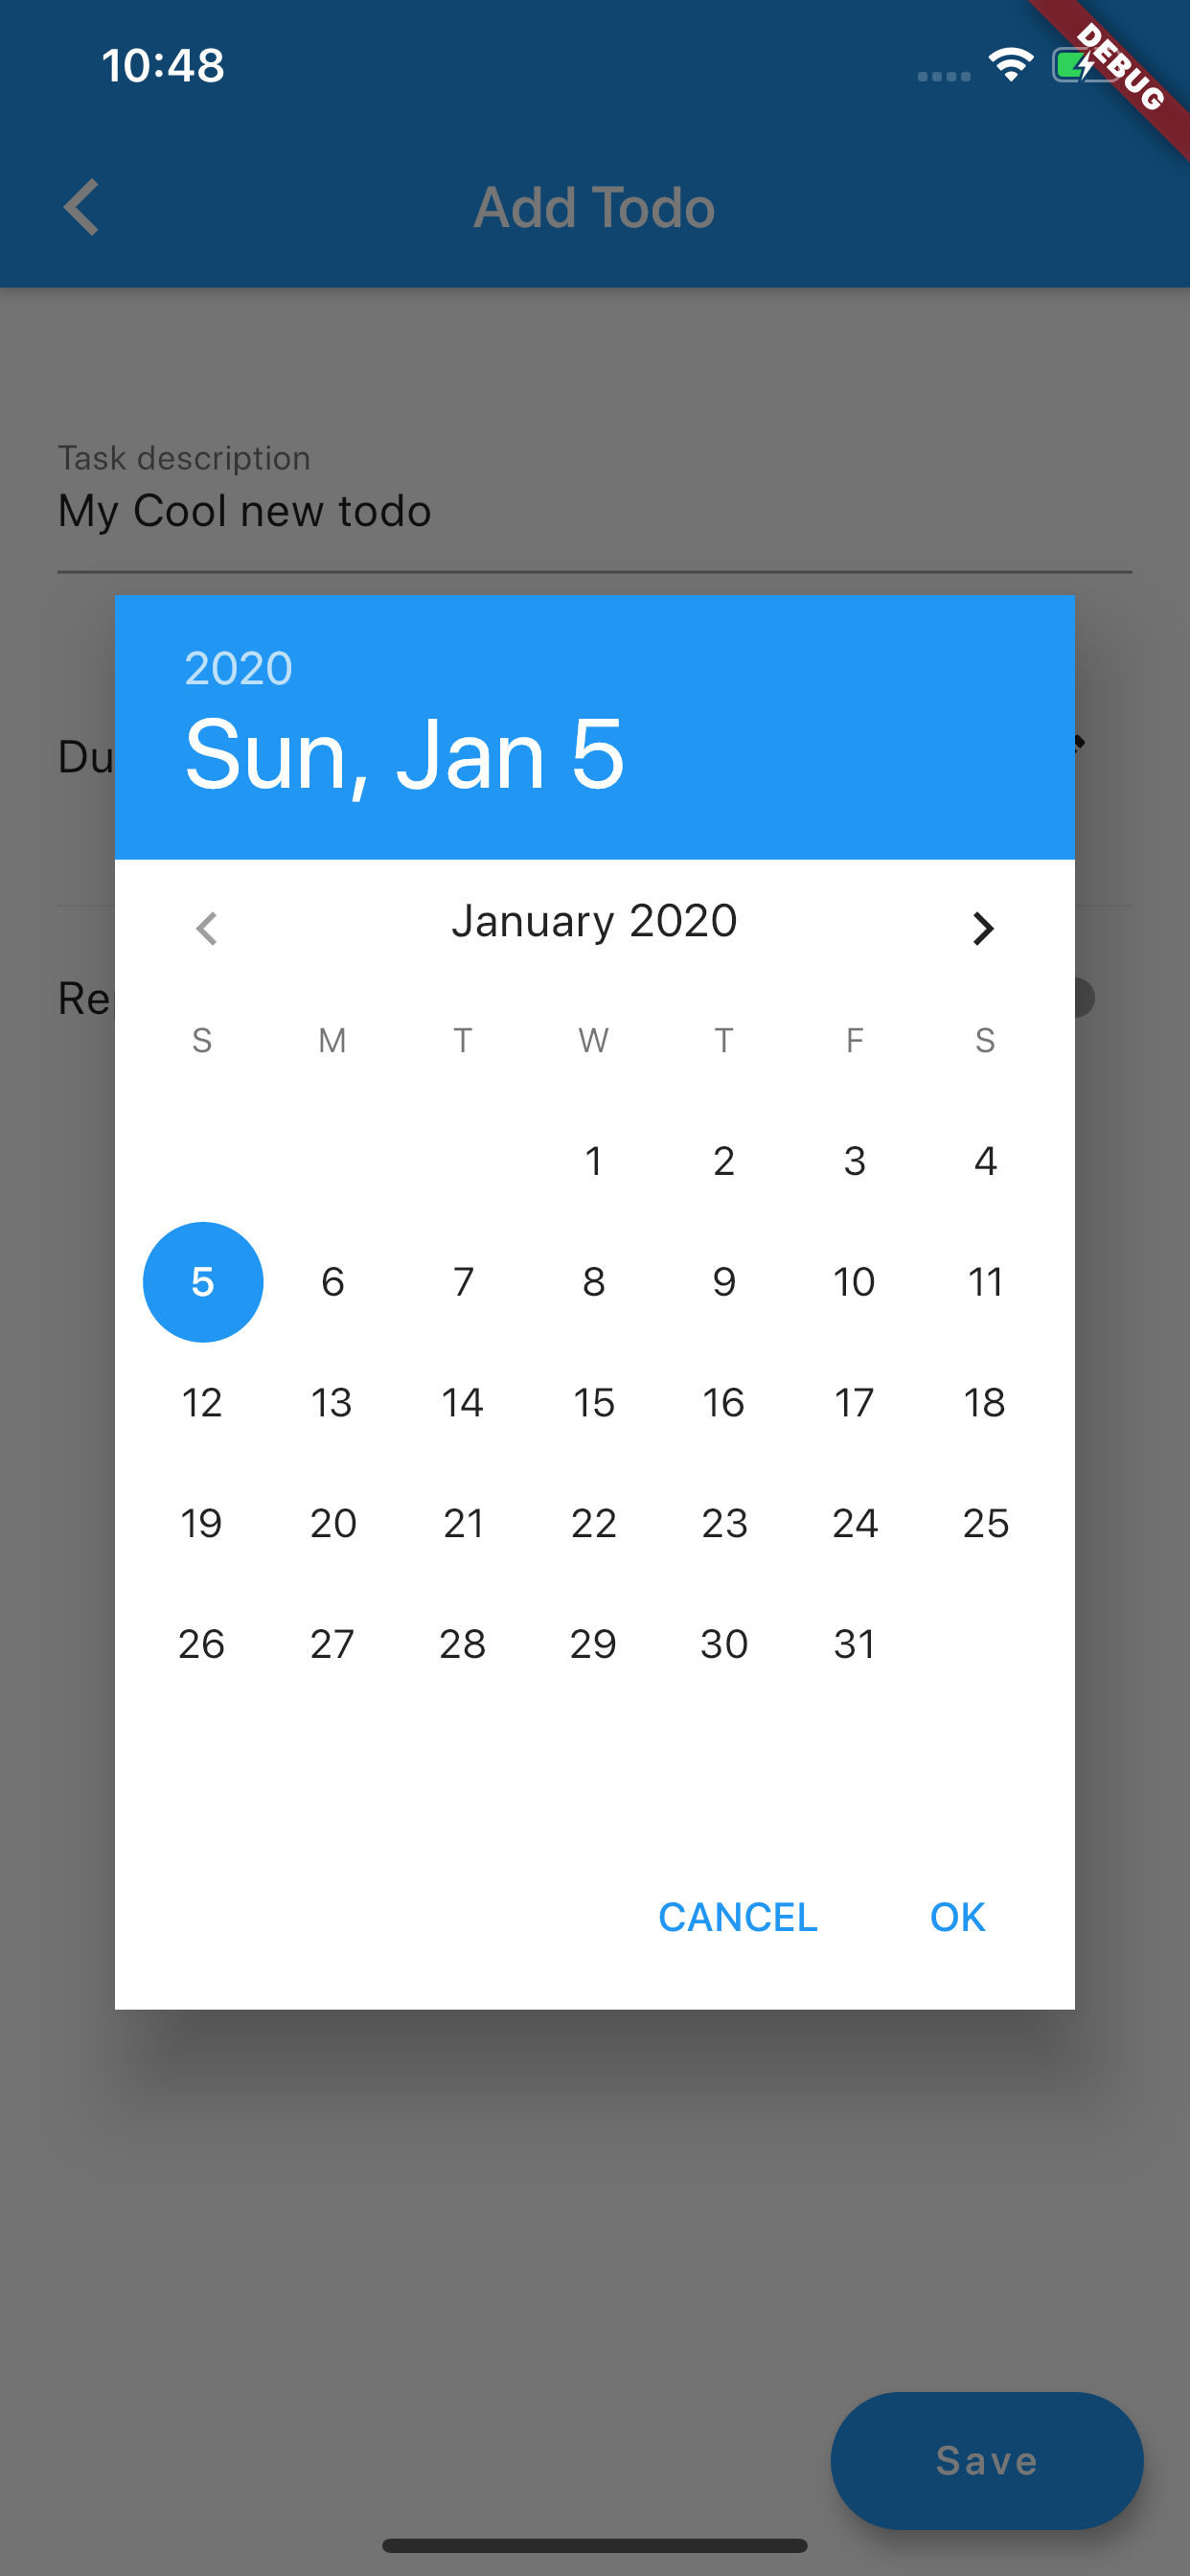 10:48
DEBUG
Add Todo
Task description
My Cool new todo
2020
Sun, Jan 5
Du
January 2020
Re
S M T W T F S
1 2 3 4
5 6 7 8 9 10 11
12 13 14 15 16 17 18
19 20 21 22 23 24 25
26 27 28 29 30 31
CANCEL OK
Save